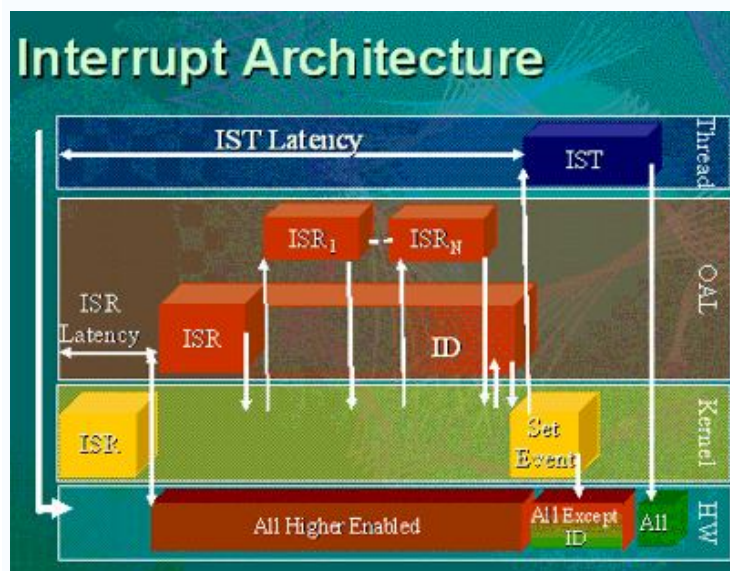 Interrupt Architecture
IST Latency
IST
Thread
ISR₁
ISR_N
ISR
Latency
ISR
ID
OAL
ISR
Set
Event
Kernel
All Higher Enabled
All Except
ID
All
HW